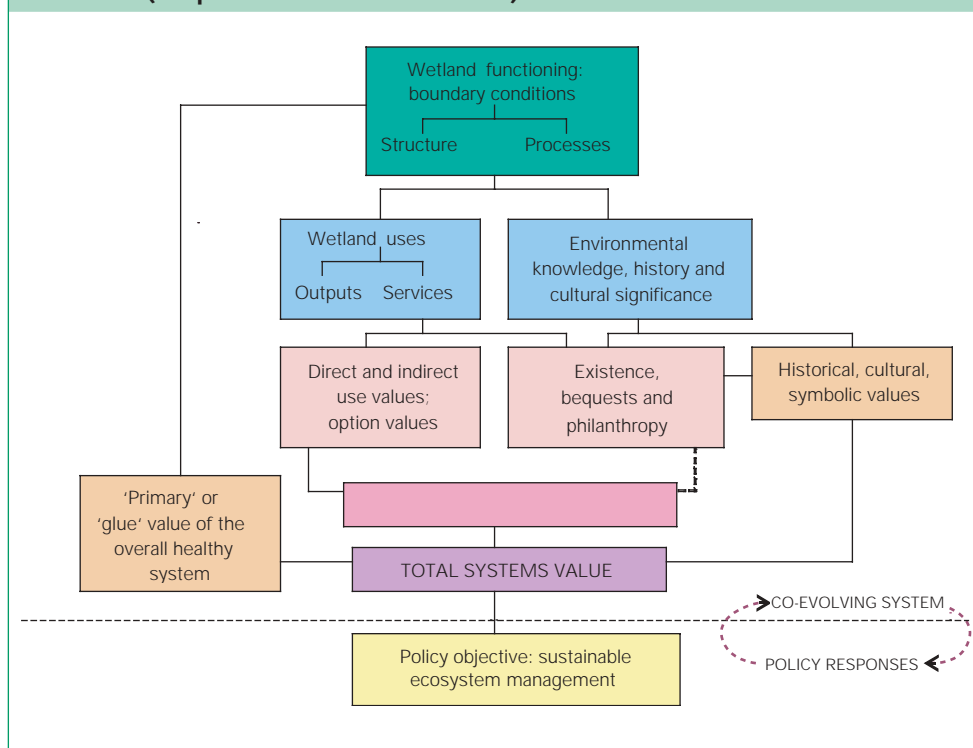 Wetland functioning:
boundary conditions
Structure Processes
Wetland uses
Outputs Services
Environmental
knowledge, history and
cultural significance
Direct and indirect
use values;
option values
Existence,
bequests and
philanthropy
Historical, cultural,
symbolic values
'Primary' or
'glue' value of the
overall healthy
system
TOTAL SYSTEMS VALUE
CO-EVOLVING SYSTEM
Policy objective: sustainable
ecosystem management
POLICY RESPONSES